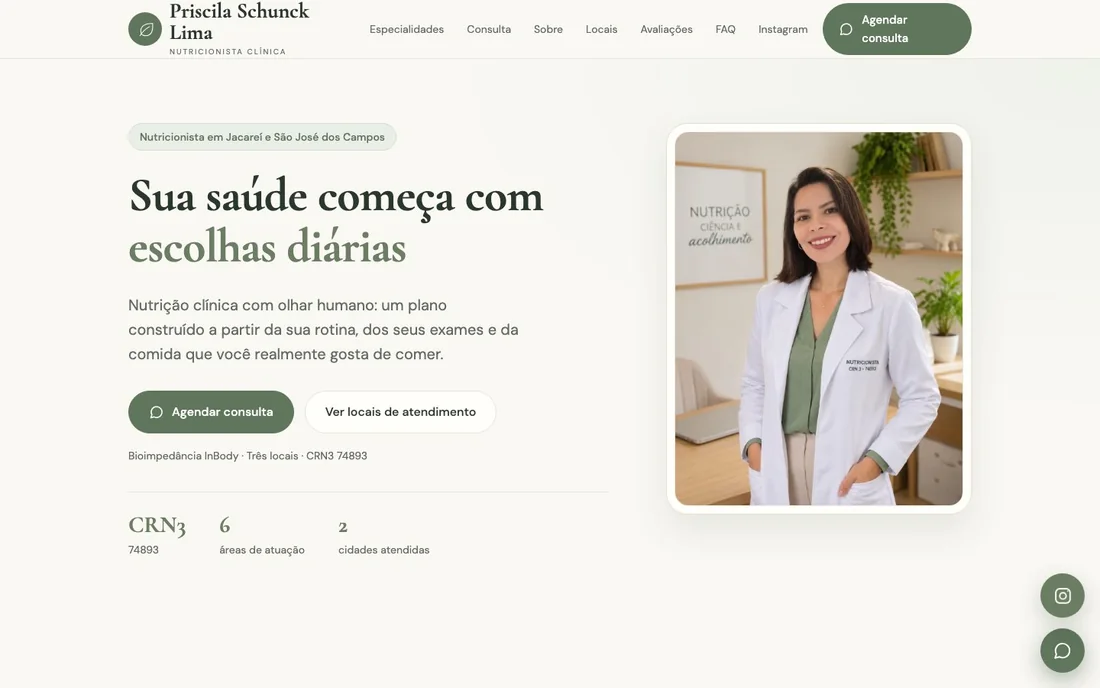 Priscila Schunck
Lima
NUTRICIONISTA CLÍNICA
Especialidades
Consulta
Sobre
Locais
Avaliações
FAQ
Instagram
Agendar
consulta
Nutricionista em Jacareí e São José dos Campos
Sua saúde começa com
escolhas diárias
Nutrição clínica com olhar humano: um plano
construído a partir da sua rotina, dos seus exames e da
comida que você realmente gosta de comer.
Agendar consulta
Ver locais de atendimento
Bioimpedância InBody · Três locais · CRN3 74893
CRN3
74893
6
áreas de atuação
2
cidades atendidas
NUTRIÇÃO
CIÊNCIA E
acolhimento
NUTRICIONISTA